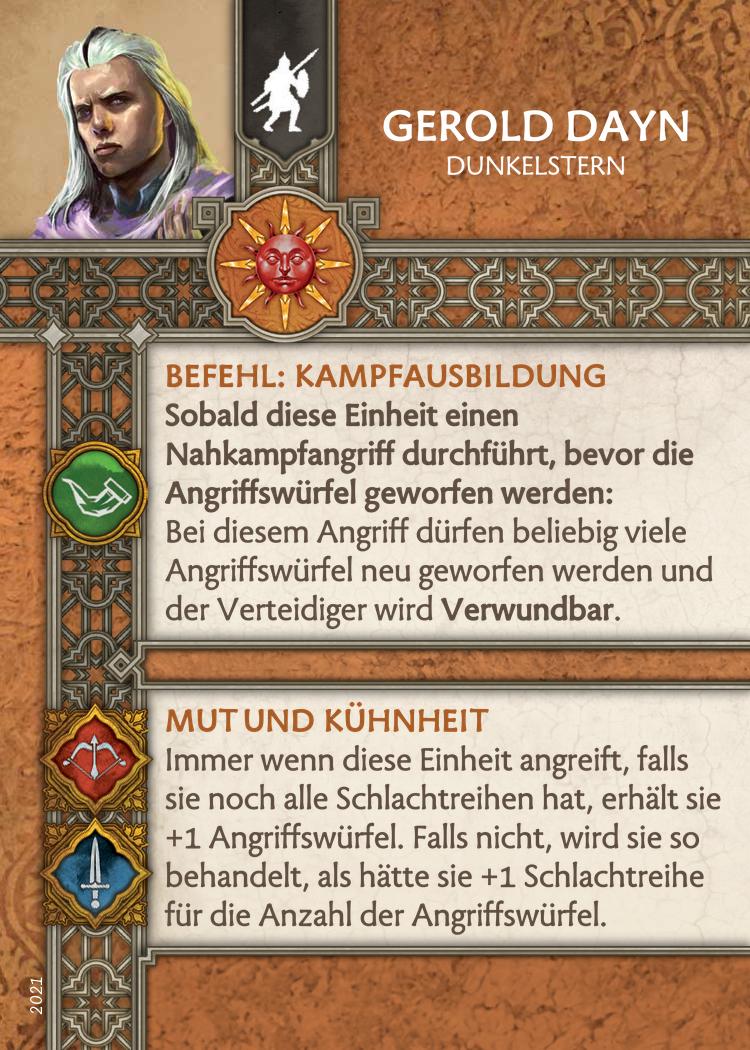 GEROLD DAYN
DUNKELSTERN
BEFEHL: KAMPFAUSBILDUNG
Sobald diese Einheit einen
Nahkampfangriff durchführt, bevor die
Angriffswürfel geworfen werden:
Bei diesem Angriff dürfen beliebig viele
Angriffswürfel neu geworfen werden und
der Verteidiger wird Verwundbar.
MUT UND KÜHNHEIT
Immer wenn diese Einheit angreift, falls
sie noch alle Schlachtreihen hat, erhält sie
+1 Angriffswürfel. Falls nicht, wird sie so
behandelt, als hätte sie +1 Schlachtreihe
für die Anzahl der Angriffswürfel.
2021